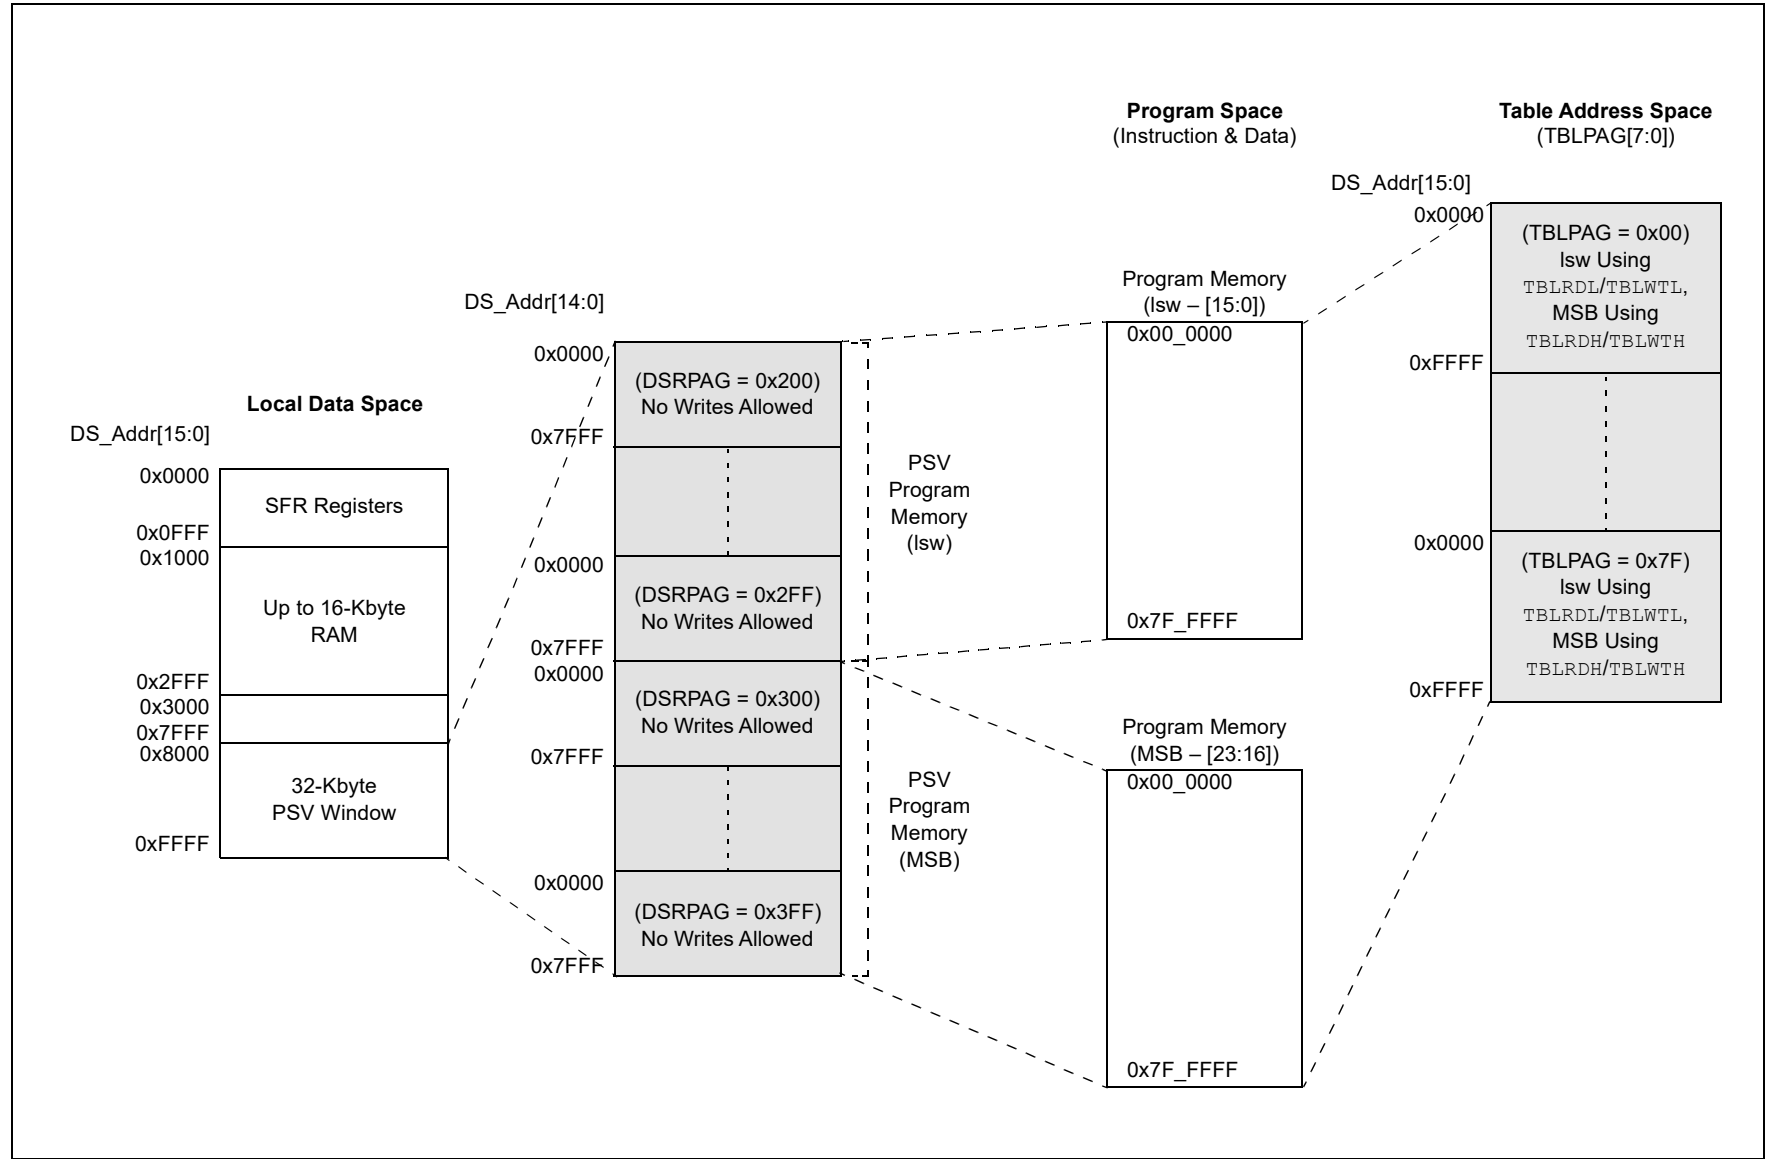 Program Space
(Instruction & Data)
Table Address Space
(TBLPAG[7:0])
Local Data Space
DS_Addr[15:0]
0x0000
SFR Registers
0x0FFF
0x1000
Up to 16-Kbyte
RAM
0x2FFF
0x3000
0x7FFF
0x8000
32-Kbyte
PSV Window
0xFFFF
DS_Addr[14:0]
0x0000
(DSRPAG = 0x200)
No Writes Allowed
0x7FFF
0x0000
(DSRPAG = 0x2FF)
No Writes Allowed
0x7FFF
0x0000
(DSRPAG = 0x300)
No Writes Allowed
0x7FFF
0x0000
(DSRPAG = 0x3FF)
No Writes Allowed
0x7FFF
PSV
Program
Memory
(lsw)
PSV
Program
Memory
(MSB)
Program Memory
(lsw – [15:0])
0x00_0000
0x7F_FFFF
Program Memory
(MSB – [23:16])
0x00_0000
0x7F_FFFF
DS_Addr[15:0]
0x0000
(TBLPAG = 0x00)
lsw Using
TBLRDL/TBLWTL,
MSB Using
TBLRDH/TBLWTH
0xFFFF
0x0000
(TBLPAG = 0x7F)
lsw Using
TBLRDL/TBLWTL,
MSB Using
TBLRDH/TBLWTH
0xFFFF